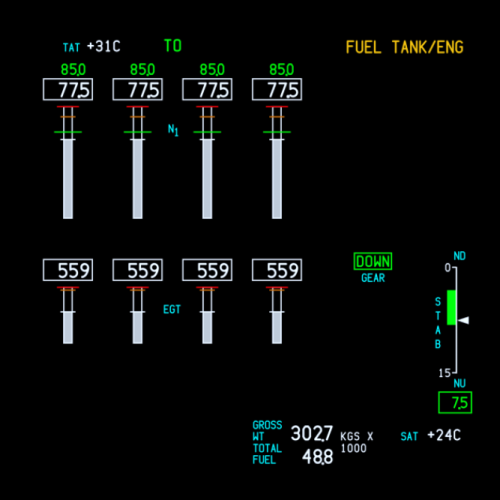 TAT +31C TO FUEL TANK/ENG
85.0 85.0 85.0 85.0
77.5 77.5 77.5 77.5
N1
559 559 559 559
EGT
DOWN
GEAR
ND
0
STAB
15
NU
7.5
GROSS WT 302.7 KGS X 1000
TOTAL FUEL 48.8
SAT +24C